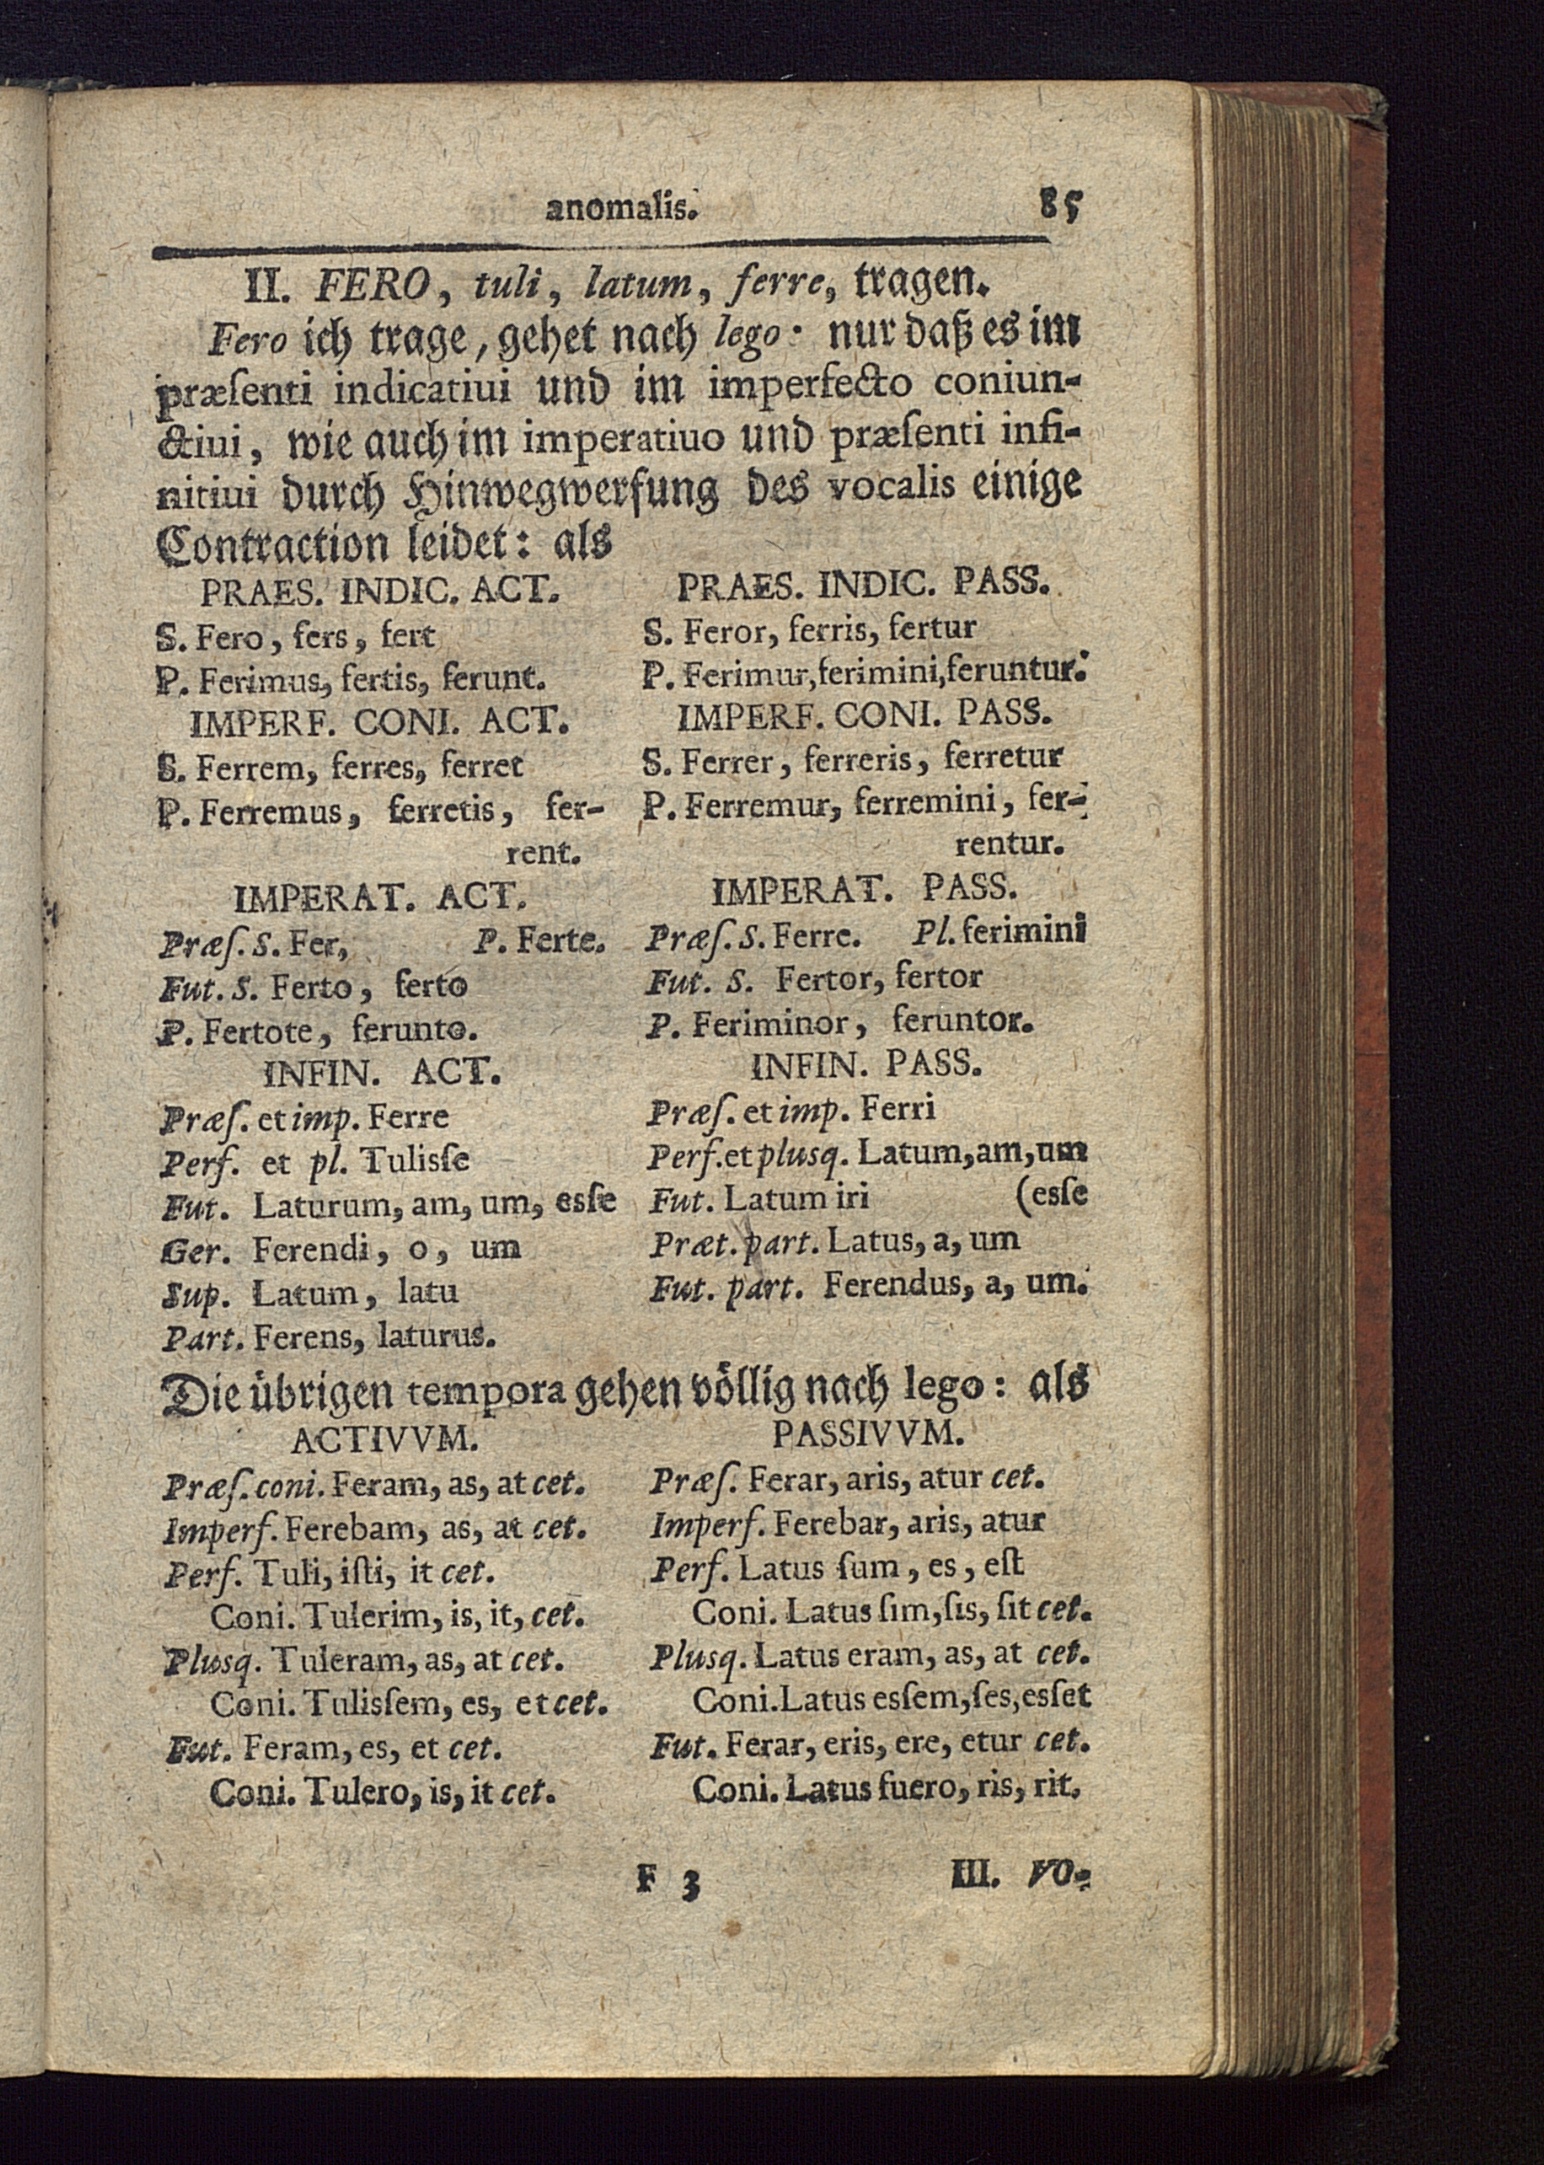 anomalis. 85
II. FERO, tuli, latum, ferre, tragen.
Fero ich trage, gehet nach lego: nur daß es im
præſenti indicatiui und im imperfecto coniun-
ctiui, wie auch im imperatiuo und præſenti infi-
nitiui durch Hinwegwerfung des vocalis einige
Contraction leidet: als
PRAES. INDIC. ACT.
S. Fero, fers, fert
P. Ferimus, fertis, ferunt.
IMPERF. CONI. ACT.
S. Ferrem, ferres, ferret
P. Ferremus, ferretis, fer-
rent.
IMPERAT. ACT.
Præſ. S. Fer, P. Ferte.
Fut. S. Ferto, ferto
P. Fertote, ferunto.
INFIN. ACT.
Præſ. et imp. Ferre
Perf. et pl. Tulisſe
Fut. Laturum, am, um, esſe
Ger. Ferendi, o, um
Sup. Latum, latu
Part. Ferens, laturus.
PRAES. INDIC. PASS.
S. Feror, ferris, fertur
P. Ferimur, ferimini, feruntur.
IMPERF. CONI. PASS.
S. Ferrer, ferreris, ferretur
P. Ferremur, ferremini, fer-
rentur.
IMPERAT. PASS.
Præſ. S. Ferre. Pl. ferimini
Fut. S. Fertor, fertor
P. Feriminor, feruntor.
INFIN. PASS.
Præſ. et imp. Ferri
Perf. et plusq. Latum, am, um
Fut. Latum iri (esſe
Præt. part. Latus, a, um
Fut. part. Ferendus, a, um.
Die übrigen tempora gehen völlig nach lego: als
ACTIVVM.
Præſ. coni. Feram, as, at cet.
Imperf. Ferebam, as, at cet.
Perf. Tuli, iſti, it cet.
Coni. Tulerim, is, it, cet.
Plusq. Tuleram, as, at cet.
Coni. Tulisſem, es, et cet.
Fut. Feram, es, et cet.
Coni. Tulero, is, it cet.
PASSIVVM.
Præſ. Ferar, aris, atur cet.
Imperf. Ferebar, aris, atur
Perf. Latus ſum, es, eſt
Coni. Latus ſim, ſis, ſit cet.
Plusq. Latus eram, as, at cet.
Coni. Latus esſem, ſes, esſet
Fut. Ferar, eris, ere, etur cet.
Coni. Latus fuero, ris, rit.
F 3 III. VO-